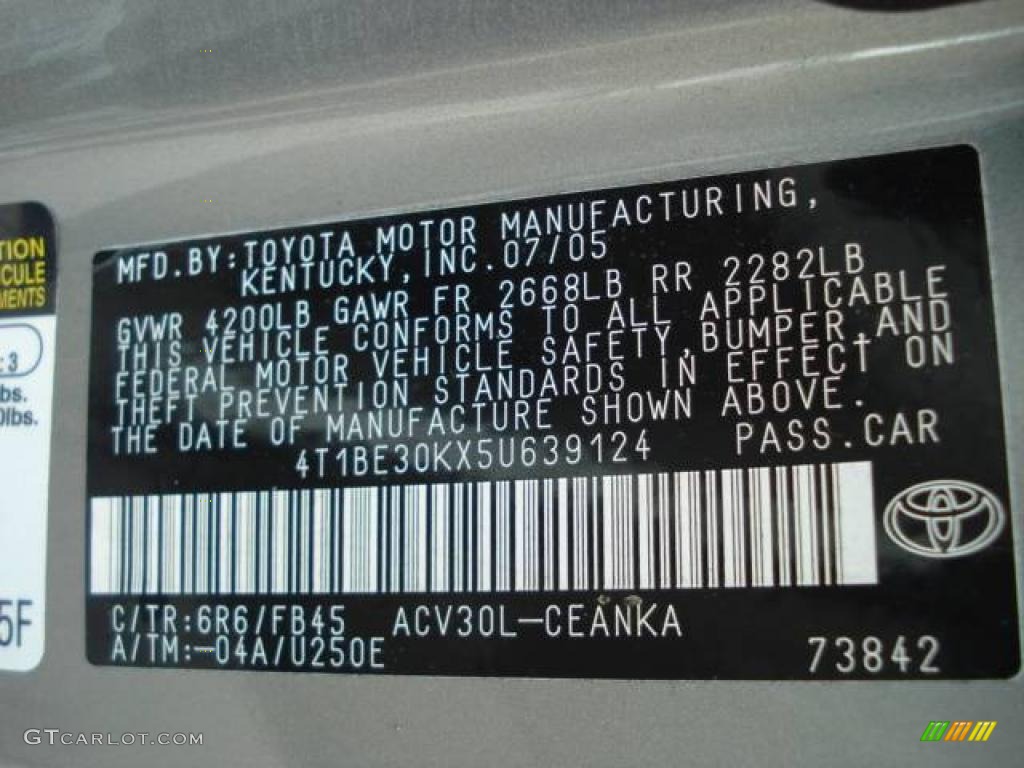 MFD.BY:TOYOTA MOTOR MANUFACTURING,
KENTUCKY,INC.07/05
GVWR 4200LB GAWR FR 2668LB RR 2282LB
THIS VEHICLE CONFORMS TO ALL APPLICABLE
FEDERAL MOTOR VEHICLE SAFETY,BUMPER,AND
THEFT PREVENTION STANDARDS IN EFFECT ON
THE DATE OF MANUFACTURE SHOWN ABOVE.
4T1BE30KX5U639124 PASS.CAR
C/TR:6R6/FB45 ACV30L-CEANKA
A/TM:-04A/U250E 73842
TION
ICULE
MENTS
: 3
bs.
0lbs.
5F
GTCARLOT.COM